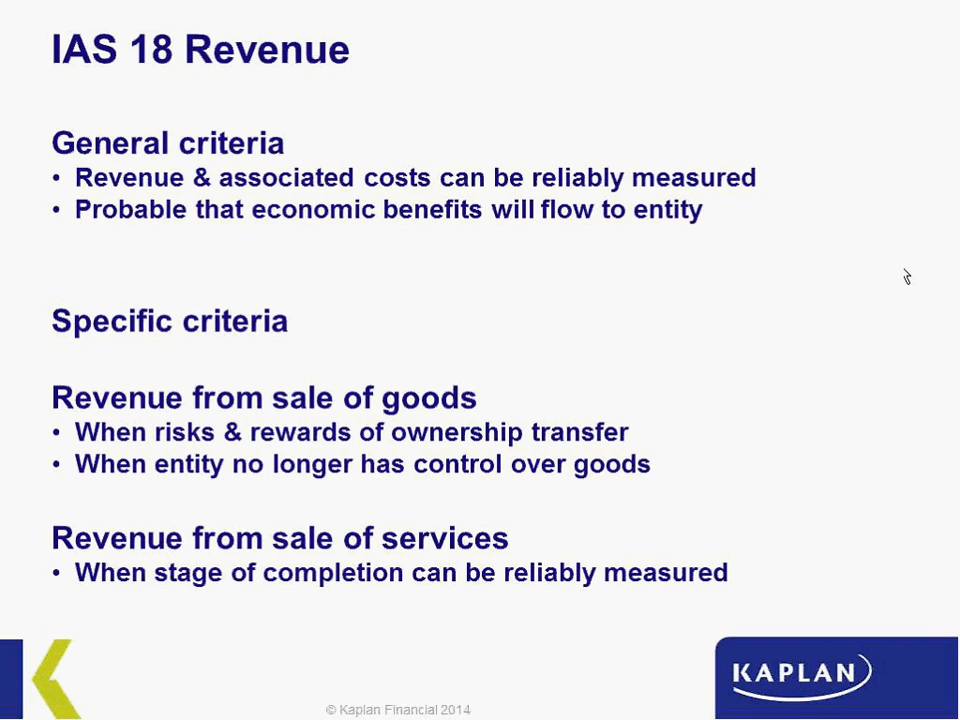 IAS 18 Revenue
General criteria
• Revenue & associated costs can be reliably measured
• Probable that economic benefits will flow to entity
Specific criteria
Revenue from sale of goods
• When risks & rewards of ownership transfer
• When entity no longer has control over goods
Revenue from sale of services
• When stage of completion can be reliably measured
© Kaplan Financial 2014
KAPLAN